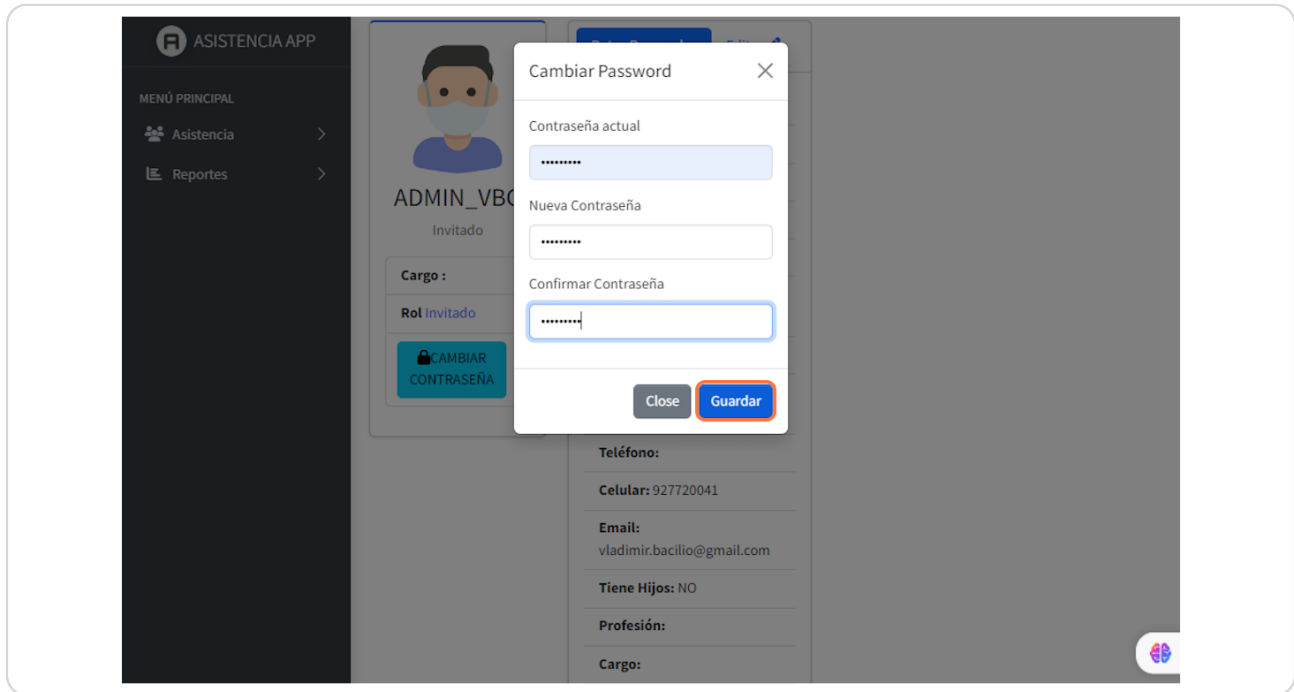 ASISTENCIA APP
MENÚ PRINCIPAL
Asistencia
Reportes
ADMIN_VB
Invitado
Cargo :
Rol Invitado
CAMBIAR
CONTRASEÑA
Cambiar Password
Contraseña actual
•••••••••
Nueva Contraseña
•••••••••
Confirmar Contraseña
•••••••••
Close
Guardar
Teléfono:
Celular: 927720041
Email:
vladimir.bacilio@gmail.com
Tiene Hijos: NO
Profesión:
Cargo: